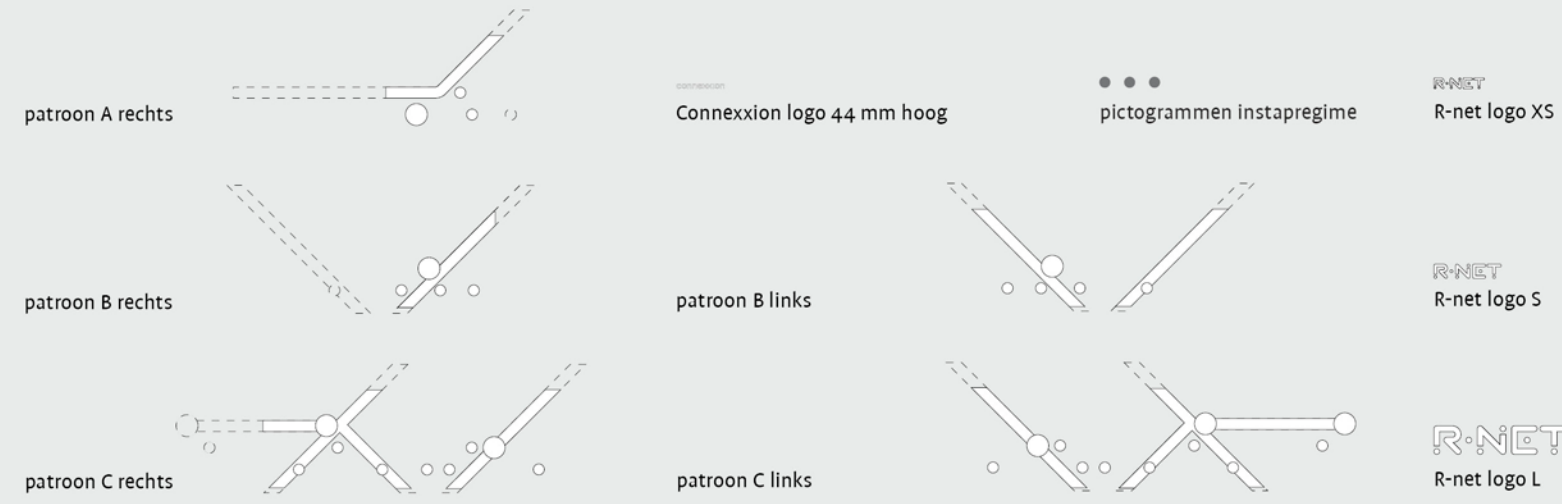 connexxion
patroon A rechts
Connexxion logo 44 mm hoog
pictogrammen instapregime
R·NET
R-net logo XS
patroon B rechts
patroon B links
R·NET
R-net logo S
patroon C rechts
patroon C links
R·NET
R-net logo L